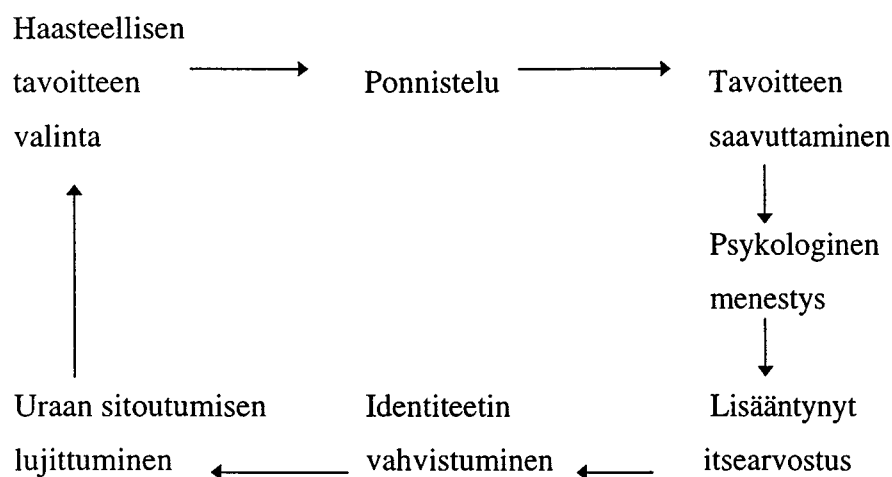 Haasteellisen
tavoitteen
valinta
Ponnistelu
Tavoitteen
saavuttaminen
Psykologinen
menestys
Lisääntynyt
itsearvostus
Identiteetin
vahvistuminen
Uraan sitoutumisen
lujittuminen